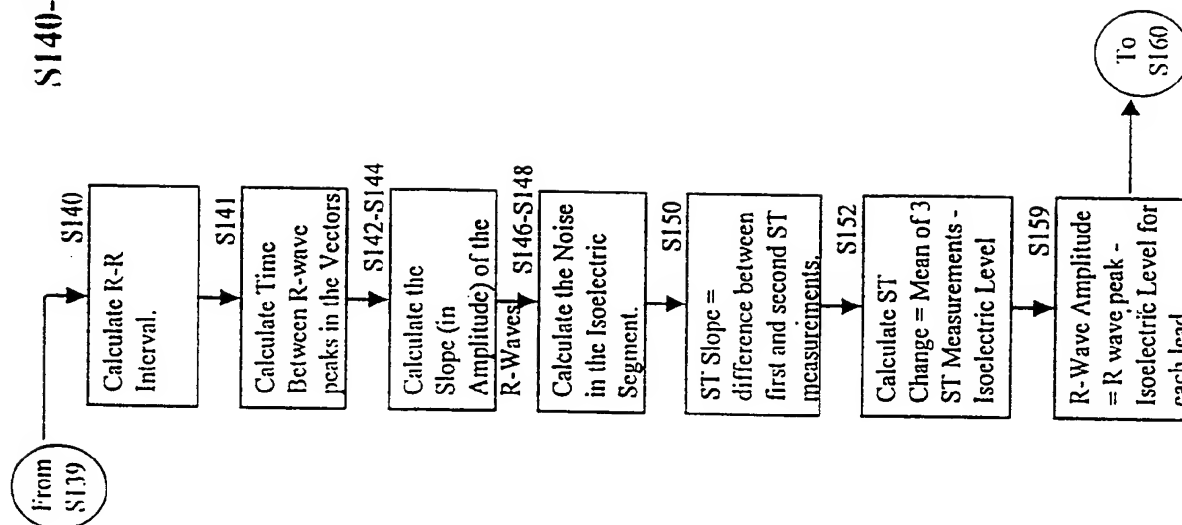 S140-
From
S139
S140
Calculate R-R
Interval.
S141
Calculate Time
Between R-wave
peaks in the Vectors
S142-S144
Calculate the
Slope (in
Amplitude) of the
R-Waves
S146-S148
Calculate the Noise
in the Isoelectric
Segment.
S150
ST Slope =
difference between
first and second ST
measurements.
S152
Calculate ST
Change = Mean of 3
ST Measurements -
Isoelectric Level
S159
R-Wave Amplitude
= R wave peak -
Isoelectric Level for
each lead
To
S160